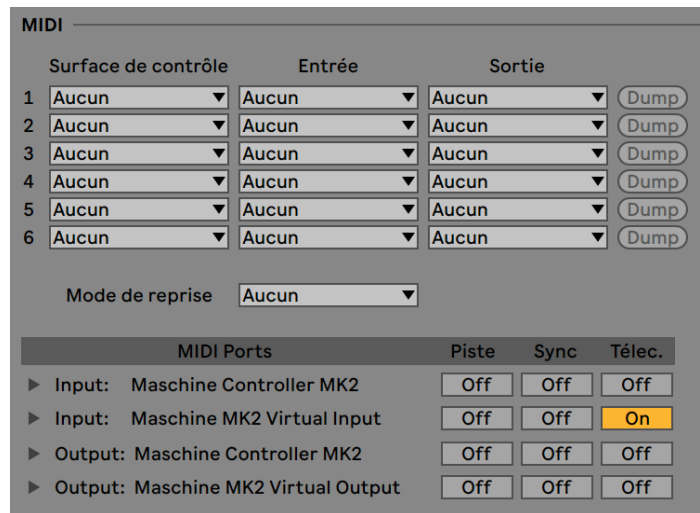 MIDI
Surface de contrôle Entrée Sortie
1 Aucun Aucun Aucun Dump
2 Aucun Aucun Aucun Dump
3 Aucun Aucun Aucun Dump
4 Aucun Aucun Aucun Dump
5 Aucun Aucun Aucun Dump
6 Aucun Aucun Aucun Dump
Mode de reprise Aucun
MIDI Ports Piste Sync Télec.
Input: Maschine Controller MK2 Off Off Off
Input: Maschine MK2 Virtual Input Off Off On
Output: Maschine Controller MK2 Off Off Off
Output: Maschine MK2 Virtual Output Off Off Off